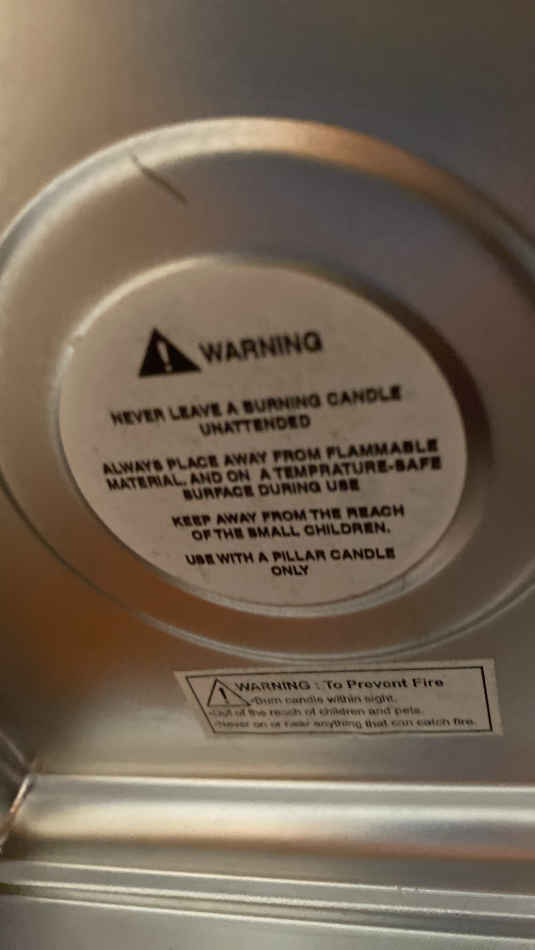 WARNING
NEVER LEAVE A BURNING CANDLE
UNATTENDED
ALWAYS PLACE AWAY FROM FLAMMABLE
MATERIAL, AND ON A TEMPRATURE-SAFE
SURFACE DURING USE
KEEP AWAY FROM THE REACH
OF THE SMALL CHILDREN.
USE WITH A PILLAR CANDLE
ONLY
WARNING : To Prevent Fire
•Burn candle within sight.
•Out of the reach of children and pets.
•Never on or near anything that can catch fire.